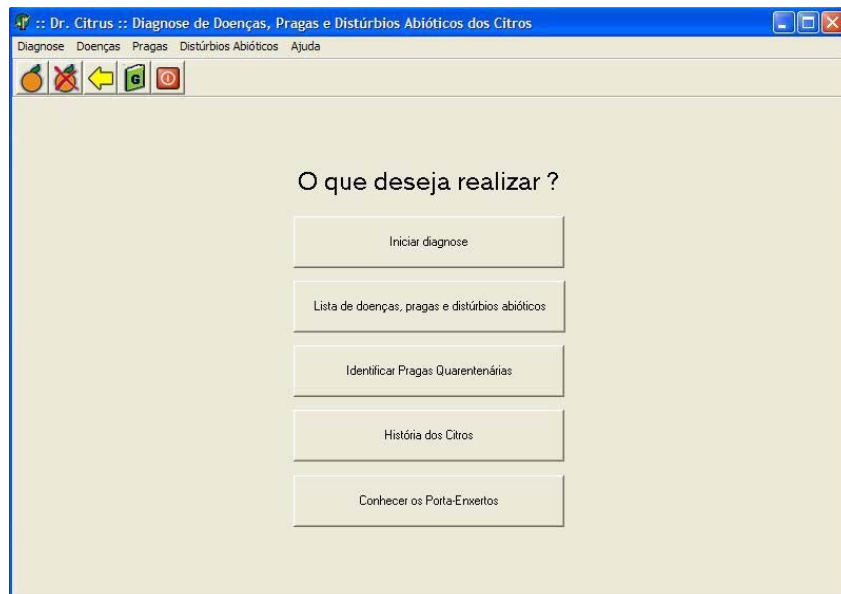 :: Dr. Citrus :: Diagnose de Doenças, Pragas e Distúrbios Abióticos dos Citros
Diagnose Doenças Pragas Distúrbios Abióticos Ajuda
G
O que deseja realizar ?
Iniciar diagnose
Lista de doenças, pragas e distúrbios abióticos
Identificar Pragas Quarentenárias
História dos Citros
Conhecer os Porta-Enxertos